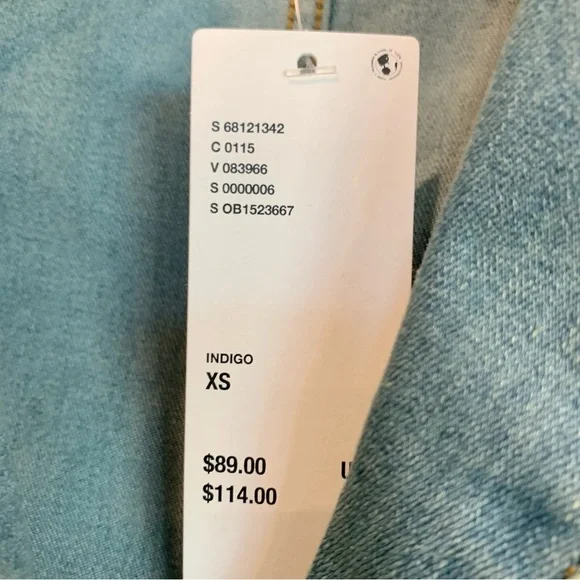 S 68121342
C 0115
V 083966
S 0000006
S OB1523667
INDIGO
XS
$89.00 U
$114.00